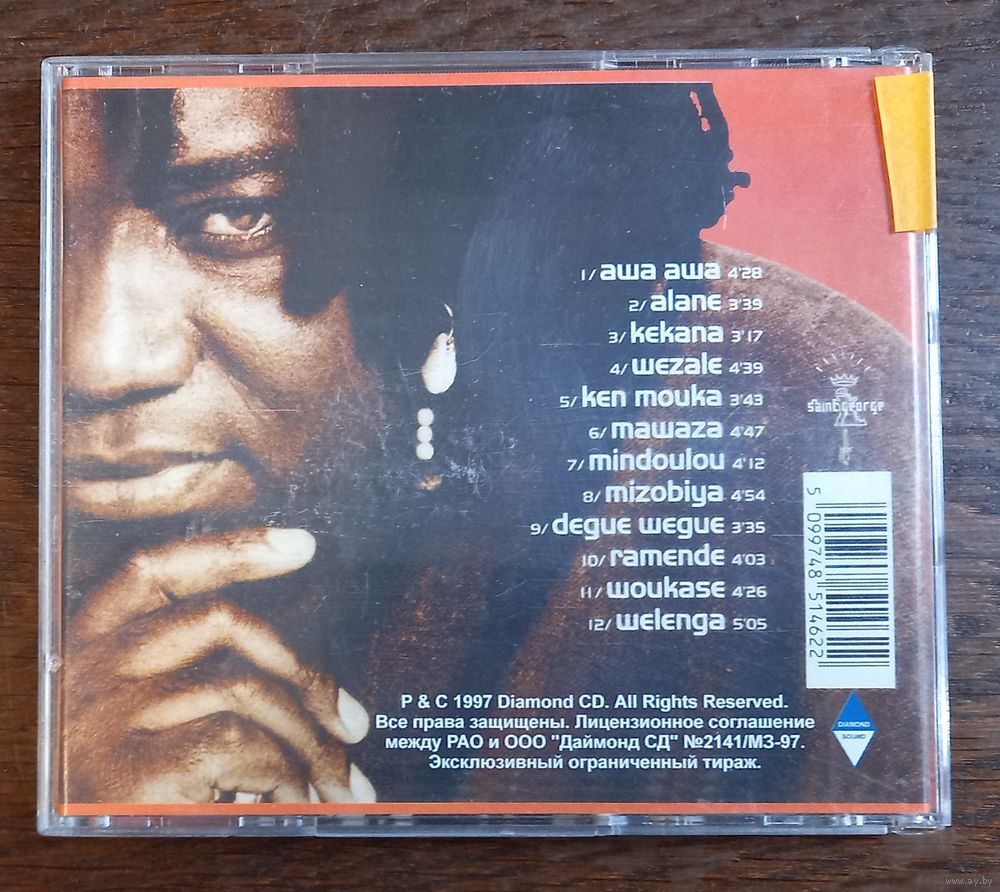 1/ awa awa 4'28
2/ alane 3'39
3/ kekana 3'17
4/ wezale 4'39
5/ ken mouka 3'43
6/ mawaza 4'47
7/ mindoulou 4'12
8/ mizobiya 4'54
9/ degue wegue 3'35
10/ ramende 4'03
11/ woukase 4'26
12/ welenga 5'05
Saint george
5 099748 514622
P & C 1997 Diamond CD. All Rights Reserved.
Все права защищены. Лицензионное соглашение
между РАО и ООО "Даймонд СД" №2141/МЗ-97.
Эксклюзивный ограниченный тираж.
DIAMOND
SOUND
www.ay.by